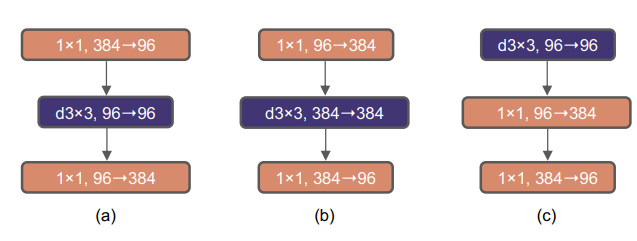 1×1, 384→96
d3×3, 96→96
1×1, 96→384
(a)
1×1, 96→384
d3×3, 384→384
1×1, 384→96
(b)
d3×3, 96→96
1×1, 96→384
1×1, 384→96
(c)